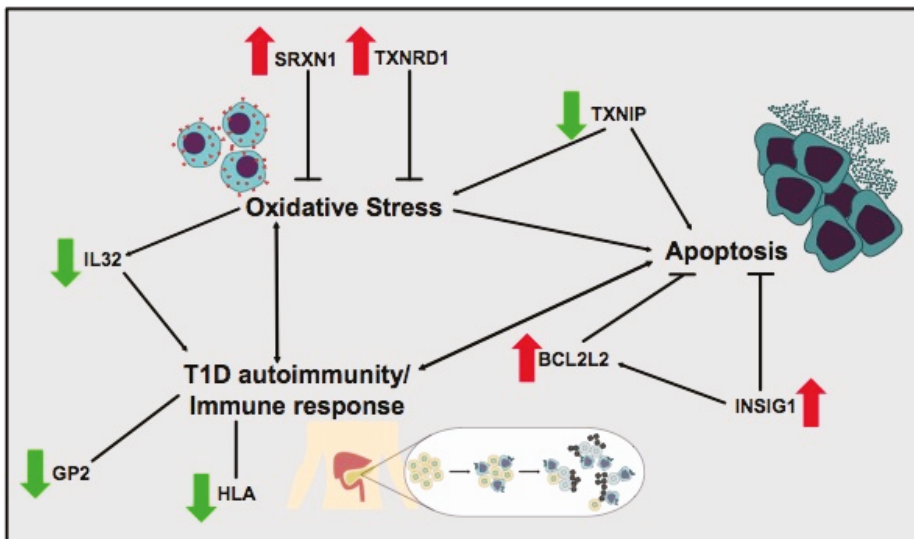 SRXN1
TXNRD1
TXNIP
Oxidative Stress
Apoptosis
IL32
BCL2L2
T1D autoimmunity/
Immune response
INSIG1
GP2
HLA